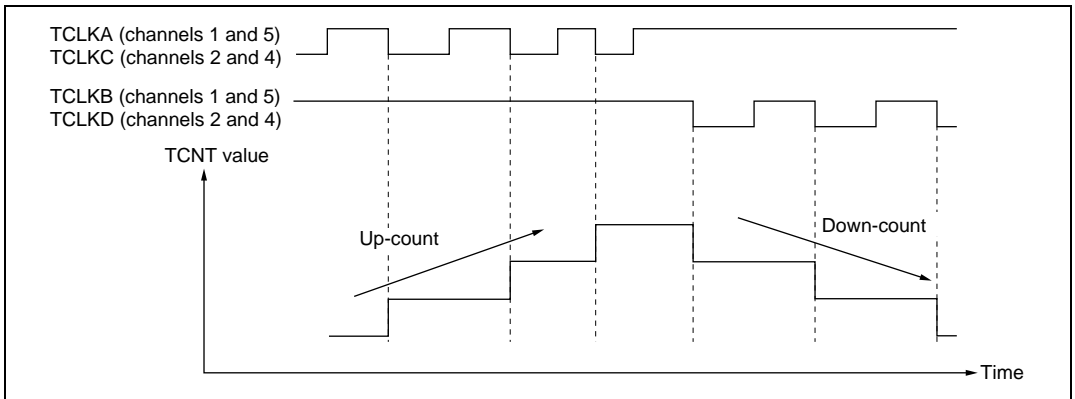 TCLKA (channels 1 and 5)
TCLKC (channels 2 and 4)
TCLKB (channels 1 and 5)
TCLKD (channels 2 and 4)
TCNT value
Up-count
Down-count
Time